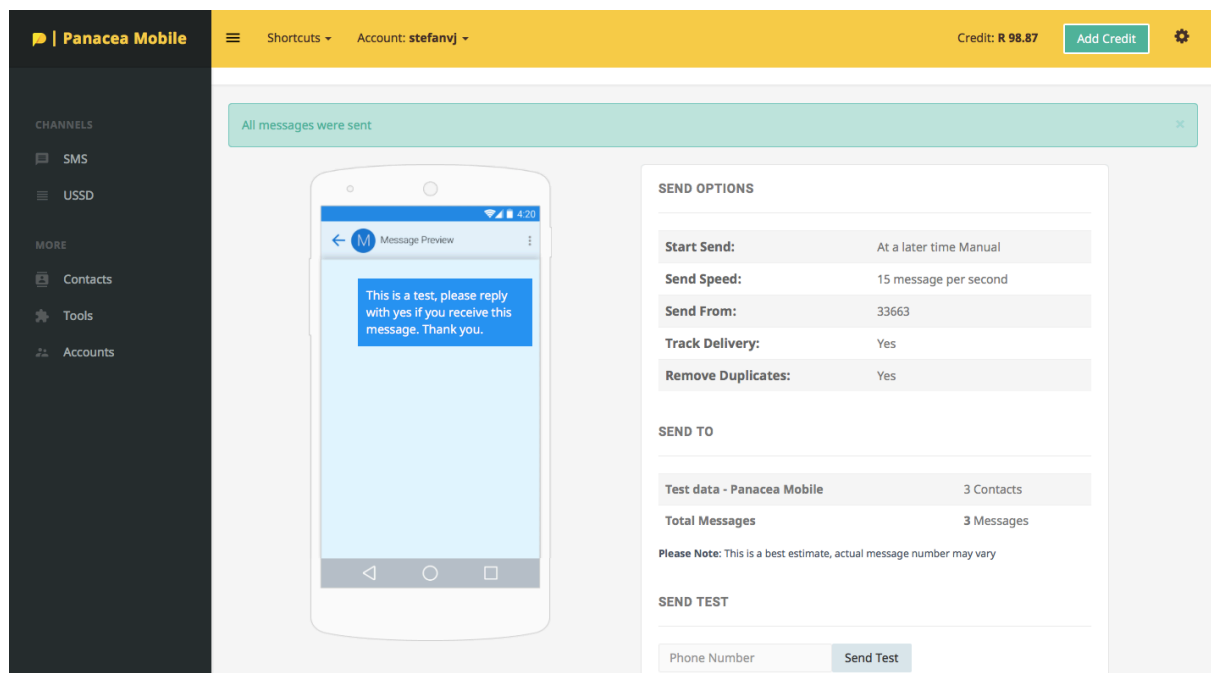 | Panacea Mobile
Shortcuts
Account: stefanvj
Credit: R 98.87
Add Credit
CHANNELS
SMS
USSD
MORE
Contacts
Tools
Accounts
All messages were sent
×
4:20
M
Message Preview
This is a test, please reply
with yes if you receive this
message. Thank you.
SEND OPTIONS
Start Send: At a later time Manual
Send Speed: 15 message per second
Send From: 33663
Track Delivery: Yes
Remove Duplicates: Yes
SEND TO
Test data - Panacea Mobile 3 Contacts
Total Messages 3 Messages
Please Note: This is a best estimate, actual message number may vary
SEND TEST
Phone Number
Send Test